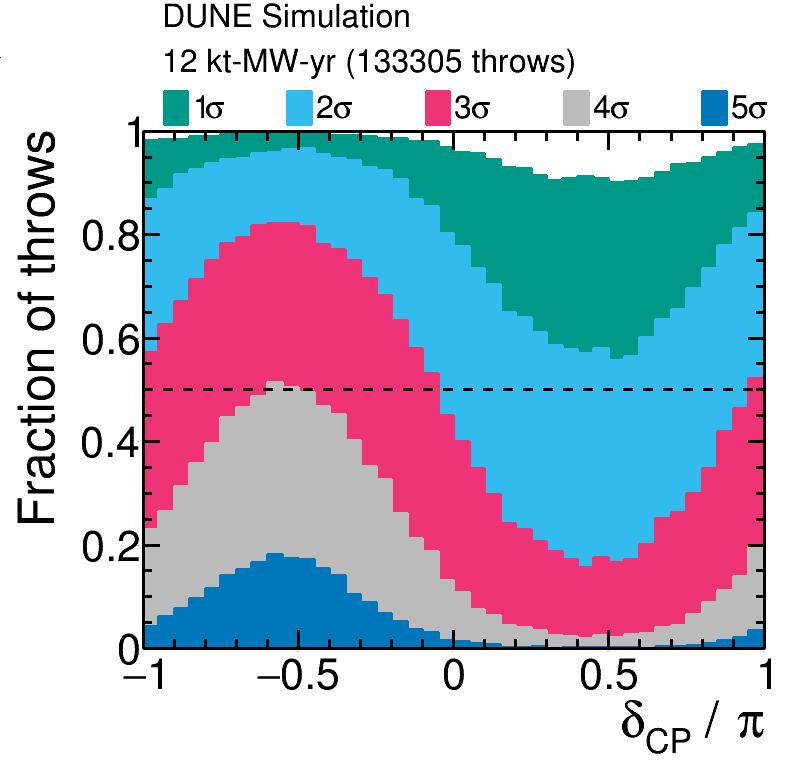 DUNE Simulation
12 kt-MW-yr (133305 throws)
1σ 2σ 3σ 4σ 5σ
Fraction of throws
1
0.8
0.6
0.4
0.2
0
−1 −0.5 0 0.5 1
δCP / π